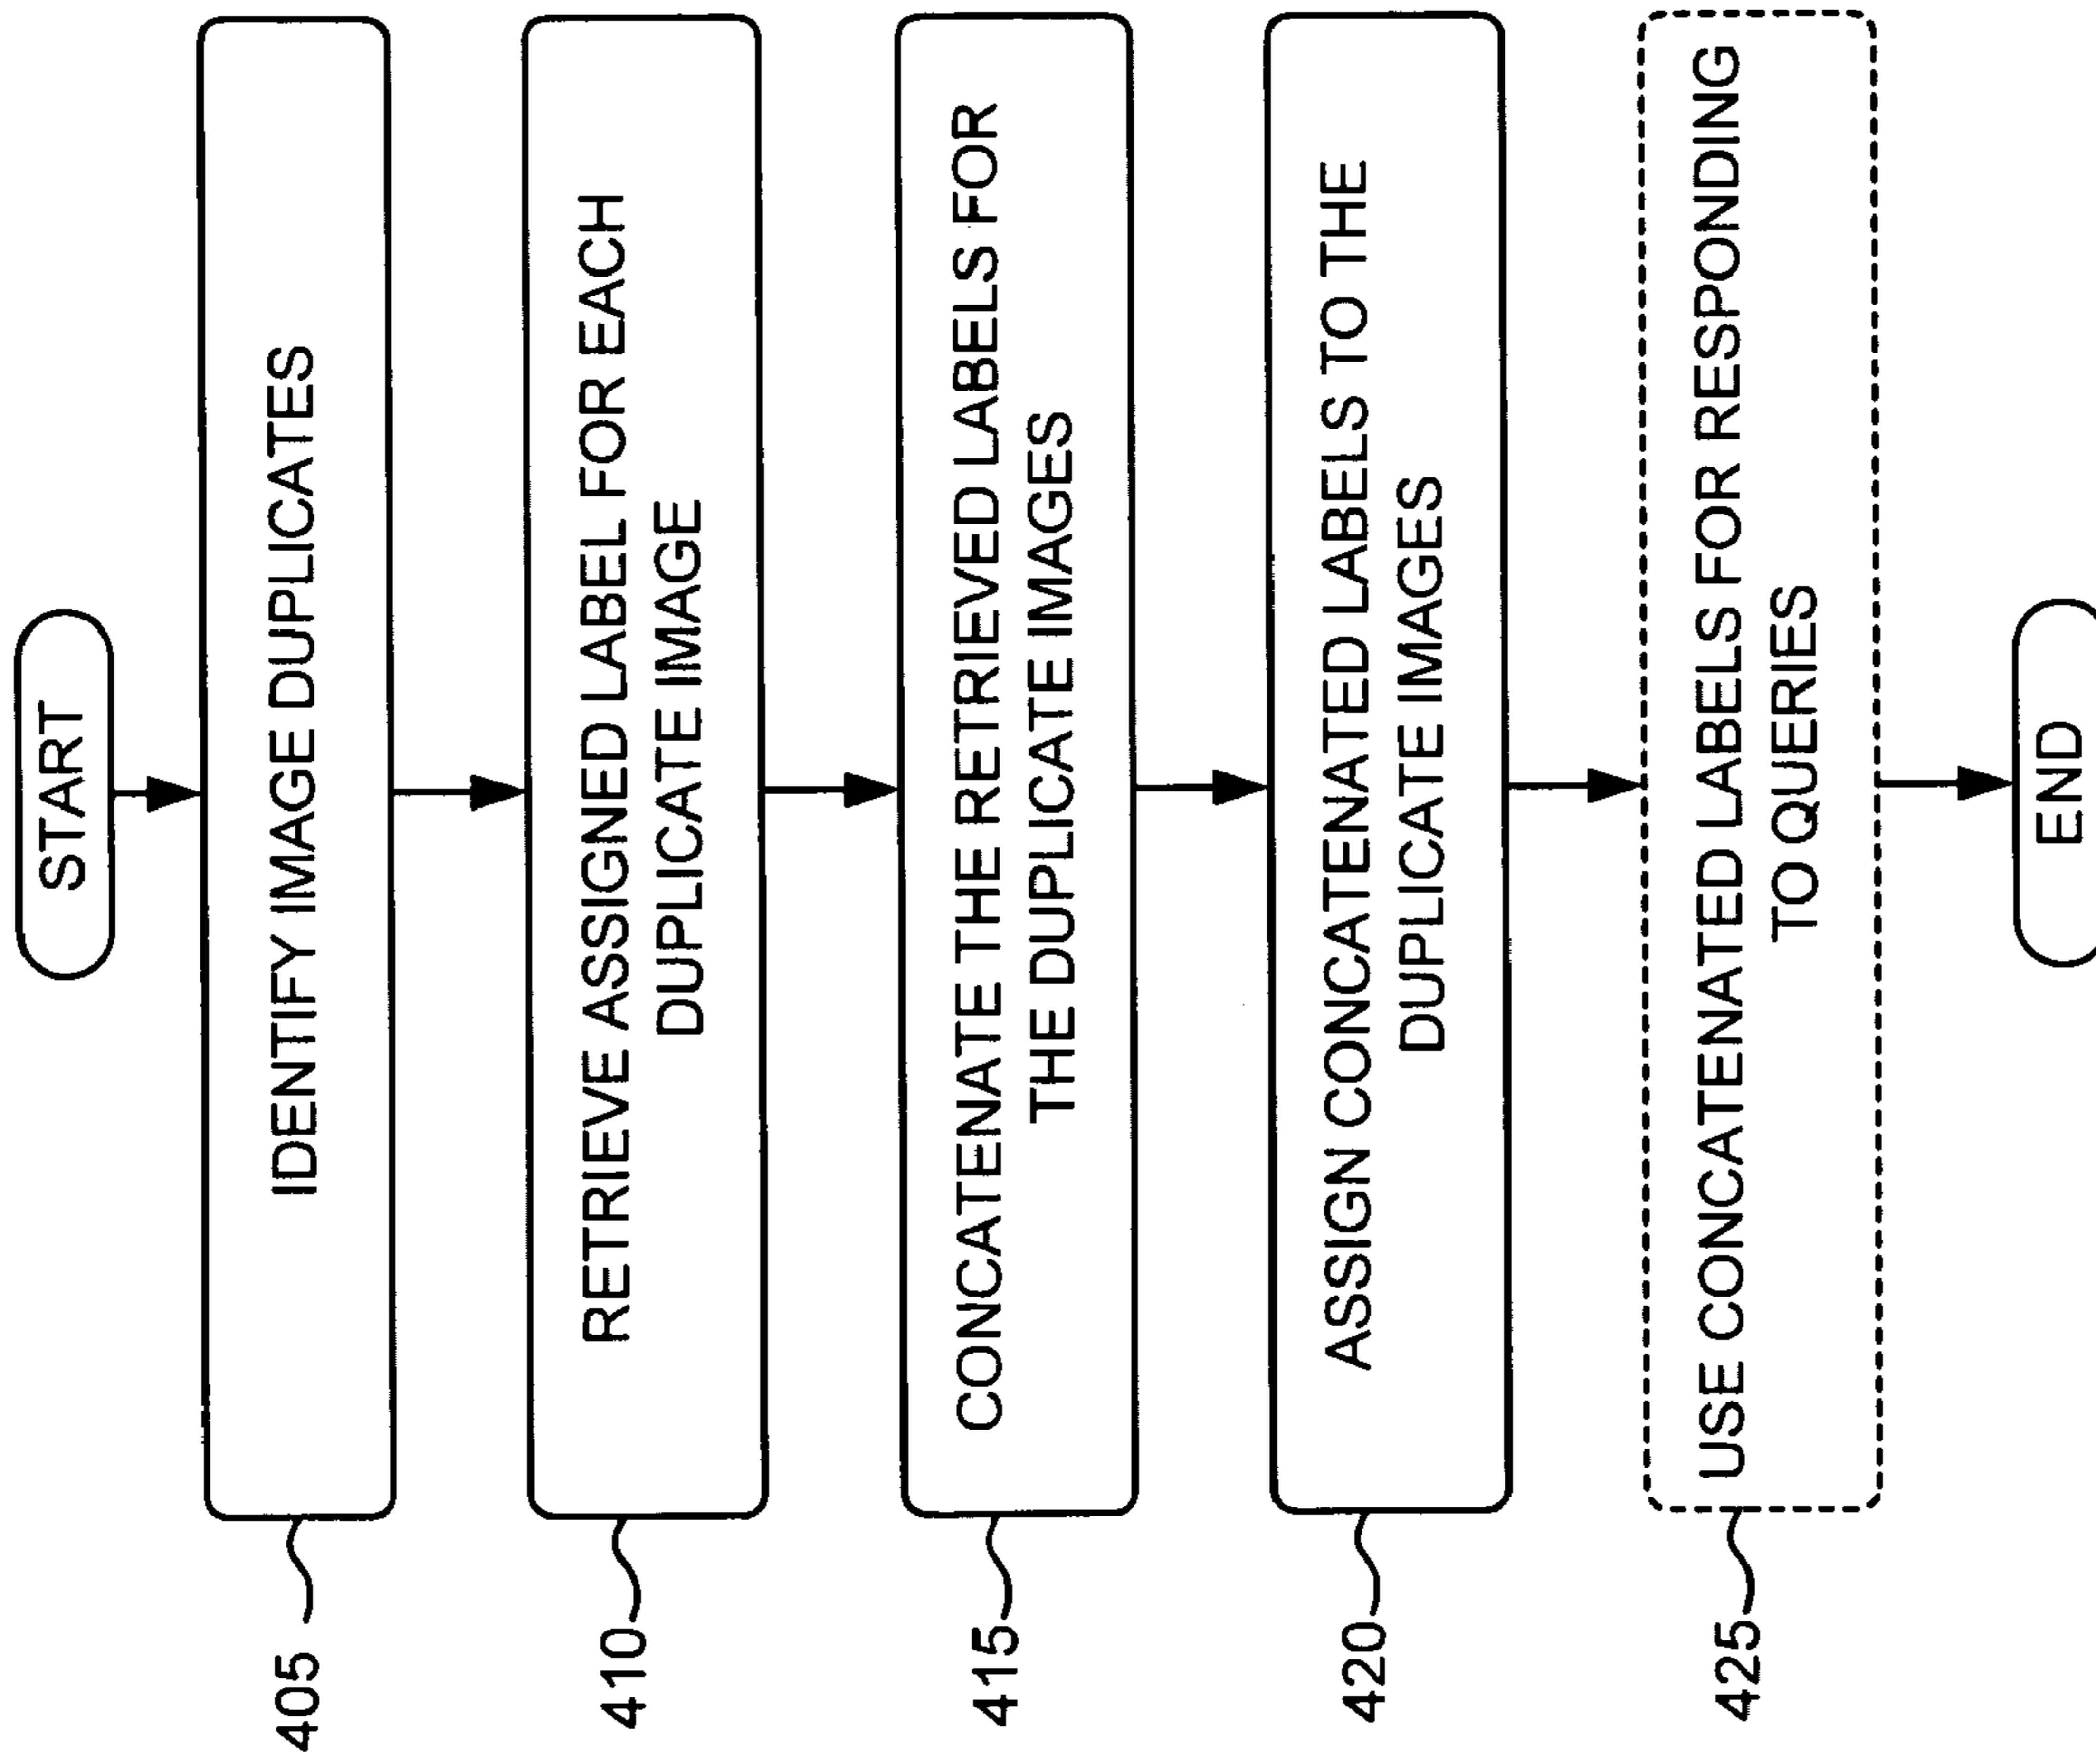 START
405
IDENTIFY IMAGE DUPLICATES
410
RETRIEVE ASSIGNED LABEL FOR EACH
DUPLICATE IMAGE
415
CONCATENATE THE RETRIEVED LABELS FOR
THE DUPLICATE IMAGES
420
ASSIGN CONCATENATED LABELS TO THE
DUPLICATE IMAGES
425
USE CONCATENATED LABELS FOR RESPONDING
TO QUERIES
END